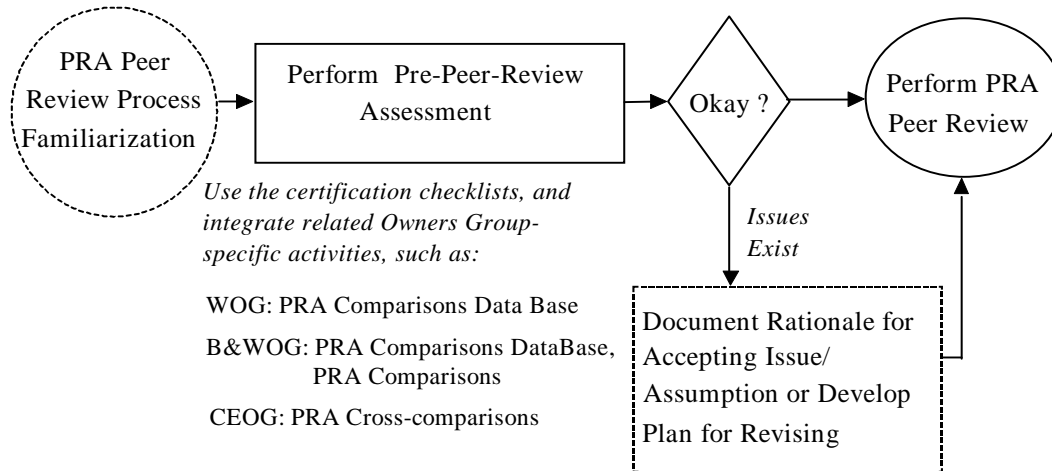 PRA Peer
Review Process
Familiarization
Perform Pre-Peer-Review
Assessment
Okay ?
Perform PRA
Peer Review
Use the certification checklists, and
integrate related Owners Group-
specific activities, such as:
Issues
Exist
WOG: PRA Comparisons Data Base
B&WOG: PRA Comparisons DataBase,
PRA Comparisons
CEOG: PRA Cross-comparisons
Document Rationale for
Accepting Issue/
Assumption or Develop
Plan for Revising